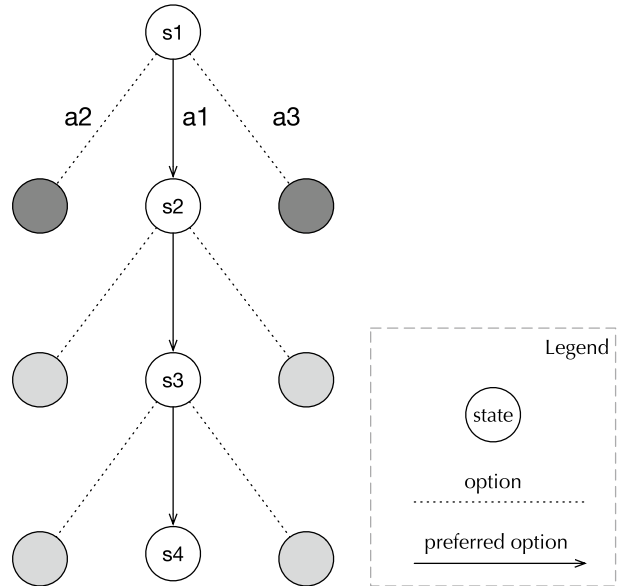 s1
a2
a1
a3
s2
s3
s4
Legend
state
option
preferred option